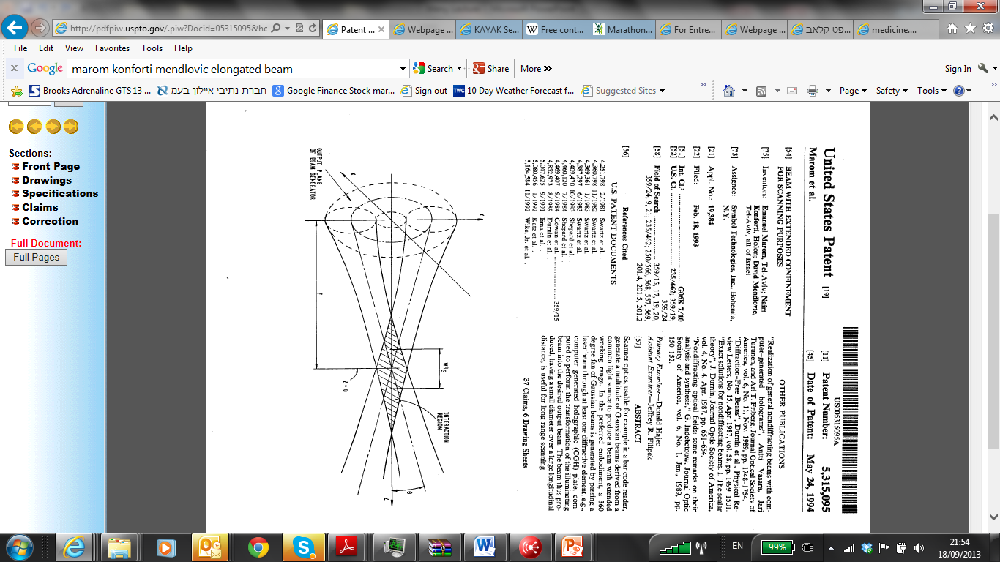 http://pdfpiw.uspto.gov/.piw?Docid=05315095&hc
Patent ...
Webpage ...
KAYAK Se...
Free cont...
Marathon...
For Entre...
Webpage ...
פט קלאב...
medicine....
File Edit View Favorites Tools Help
x Google marom konforti mendlovic elongated beam Search Share More >> Sign In
Brooks Adrenaline GTS 13 ... חברת נתיבי איילון בעמ Google Finance Stock mar... Sign out TWC 10 Day Weather Forecast f... Suggested Sites Page Safety Tools
Sections:
Front Page
Drawings
Specifications
Claims
Correction
Full Document:
Full Pages
US005315095A
United States Patent [19]
Marom et al.
[11] Patent Number: 5,315,095
[45] Date of Patent: May 24, 1994
[54] BEAM WITH EXTENDED CONFINEMENT
FOR SCANNING PURPOSES
[75] Inventors: Emanuel Marom, Tel-Aviv; Naim
Konforti, Holon; David Mendlovic,
Tel-Aviv, all of Israel
[73] Assignee: Symbol Technologies, Inc., Bohemia,
N.Y.
[21] Appl. No.: 19,384
[22] Filed: Feb. 18, 1993
[51] Int. Cl.⁵ ........ G06K 7/10
[52] U.S. Cl. ........ 235/462; 359/19;
359/24
[58] Field of Search ........ 359/15, 17, 19, 20,
359/24, 9, 21; 235/462; 250/566, 568, 557, 569,
201.4, 201.5, 201.2
[56] References Cited
U.S. PATENT DOCUMENTS
4,251,798 2/1981 Swartz et al. .
4,360,798 11/1982 Swartz et al. .
4,369,361 1/1983 Swartz et al. .
4,387,297 6/1983 Swartz et al. .
4,409,470 10/1983 Shepard et al. .
4,460,120 7/1984 Shepard et al. .
4,469,407 9/1984 Cowan et al. ........ 359/15
4,852,973 8/1989 Durnin et al. .
5,047,625 9/1991 Iima et al. .
5,080,456 1/1992 Katz et al. .
5,164,584 11/1992 Wike, Jr. et al. .
OTHER PUBLICATIONS
"Realization of general nondiffracting beams with com-
puter-generated holograms", Antti Vasara, Jari
Turunen, and Ari T. Friberg, Journal Optical Society of
America, vol. 6, No. 11, Nov. 1989, pp. 1748-1754.
"Diffraction-Free Beams", Durnin et al., Physical Re-
view Letters, No. 15, Apr. 1987, vol. 58, pp. 1499-1501.
"Exact solutions for nondiffracting beams. I. The scalar
theory", J. Durnin, Journal Optic Society of America,
vol. 4, No. 4, Apr. 1987, pp. 651-654.
"Nondiffracting optical fields: some remarks on their
analysis and synthesis," G. Indebetouw, Journal, Optic
Society of America, vol. 6, No. 1, Jan., 1989, pp.
150-152.
Primary Examiner—Donald Hajec
Assistant Examiner—Jeffrey R. Filipek
[57] ABSTRACT
Scanner optics, usable for example in a bar code reader,
generate a multitude of Gaussian beams derived from a
common light source to produce a beam with extended
working range. In the preferred embodiment, a 360
degree fan of Gaussian beams is generated by passing a
laser beam through at least one diffractive element, e.g.,
computer generated holographic (CGH) plate, com-
puted to perform the transformation of the illuminating
beam into the desired output beam. The beam thus pro-
duced, having a small diameter over a large longitudinal
distance, is useful for long range scanning.
37 Claims, 6 Drawing Sheets
OUTPUT PLANE
OF BEAM GENERATOR
X
Y
F
WRS
Z=0
INTERACTION
REGION
θ
Z
EN
99%
21:54
18/09/2013